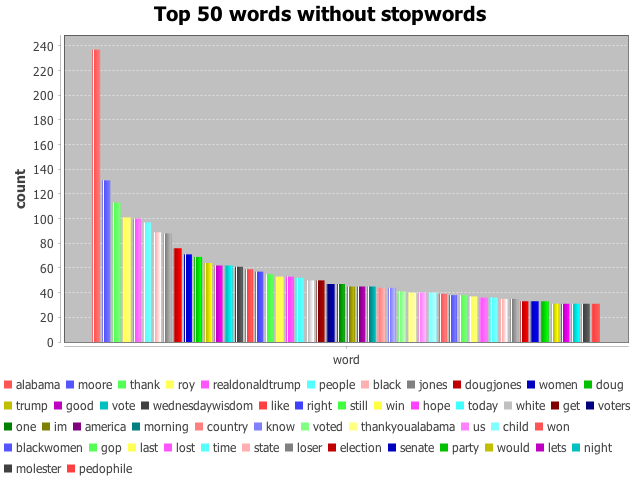 Top 50 words without stopwords
240
220
200
180
160
140
120
100
80
60
40
20
0
count
word
alabama moore thank roy realdonaldtrump people black jones dougjones women doug
trump good vote wednesdaywisdom like right still win hope today white get voters
one im america morning country know voted thankyoualabama us child won
blackwomen gop last lost time state loser election senate party would lets night
molester pedophile